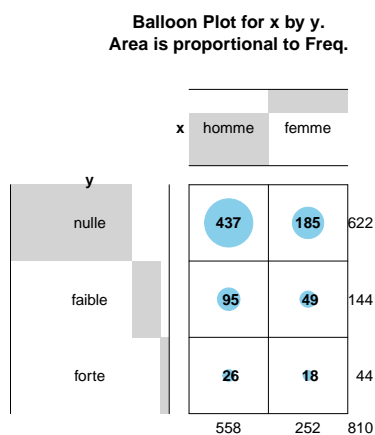 Balloon Plot for x by y.
Area is proportional to Freq.
x homme femme
y
nulle 437 185 622
faible 95 49 144
forte 26 18 44
558 252 810